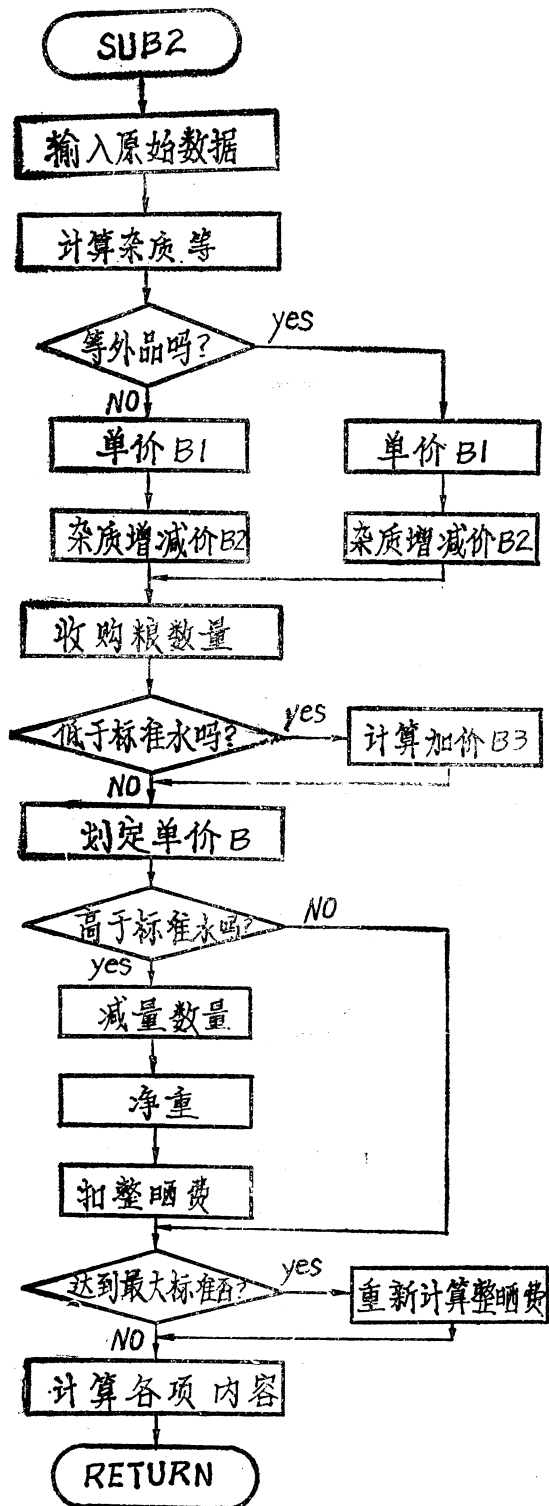 SUB2
输入原始数据
计算杂质等
等外品吗?
yes
NO
单价B1
单价B1
杂质增减价B2
杂质增减价B2
收购粮数量
低于标准水吗?
yes
计算加价B3
NO
划定单价B
高于标准水吗?
NO
yes
减量数量
净重
扣整晒费
达到最大标准否?
yes
重新计算整晒费
NO
计算各项内容
RETURN